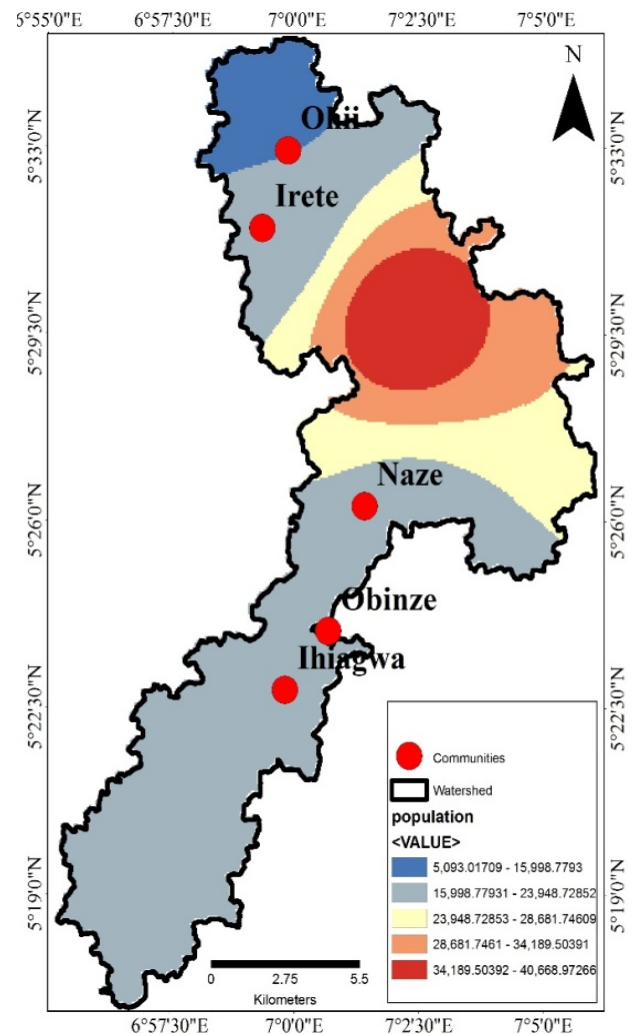 6°55'0"E 6°57'30"E 7°0'0"E 7°2'30"E 7°5'0"E
N
Ohii
5°33'0"N 5°33'0"N
Irete
5°29'30"N 5°29'30"N
Naze
5°26'0"N 5°26'0"N
Obinze
Ihiagwa
5°22'30"N 5°22'30"N
Communities
Watershed
population
<VALUE>
5,093.01709 - 15,998.7793
15,998.77931 - 23,948.72852
23,948.72853 - 28,681.74609
28,681.7461 - 34,189.50391
34,189.50392 - 40,668.97266
5°19'0"N 5°19'0"N
0 2.75 5.5
Kilometers
6°57'30"E 7°0'0"E 7°2'30"E 7°5'0"E